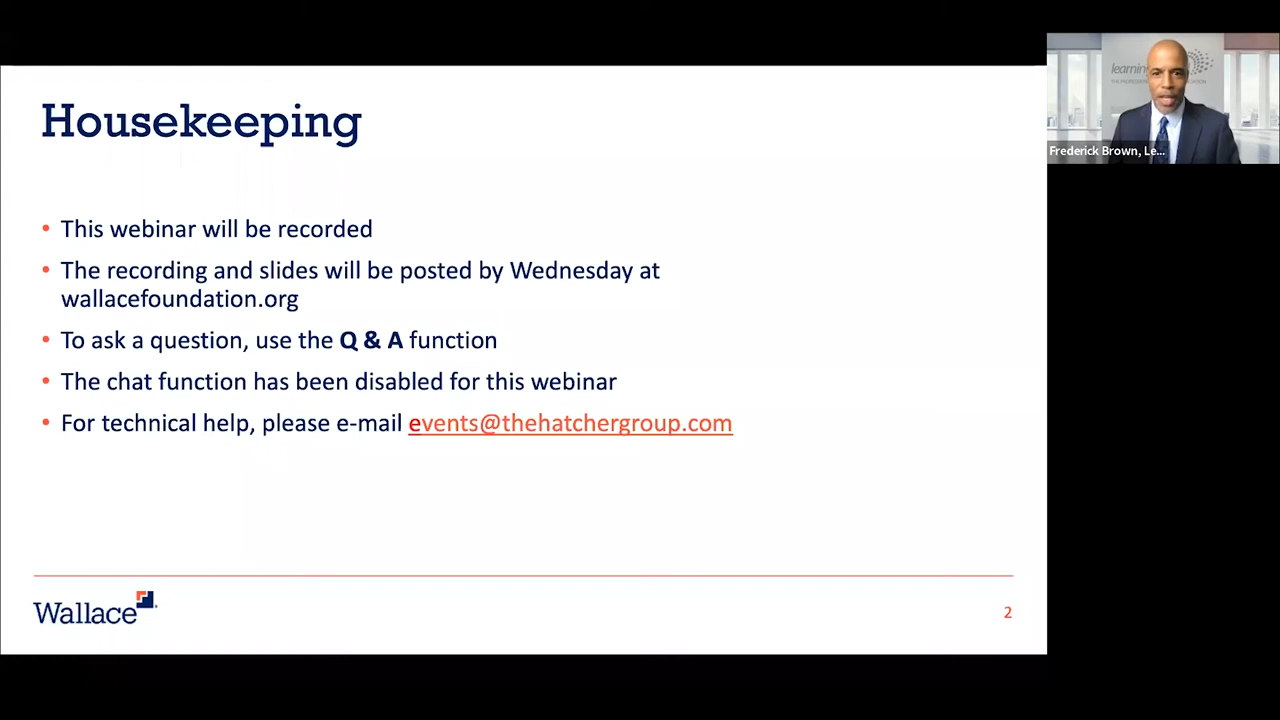 Housekeeping
• This webinar will be recorded
• The recording and slides will be posted by Wednesday at
wallacefoundation.org
• To ask a question, use the Q & A function
• The chat function has been disabled for this webinar
• For technical help, please e-mail events@thehatchergroup.com
Wallace
2
learnin
Frederick Brown, Le...